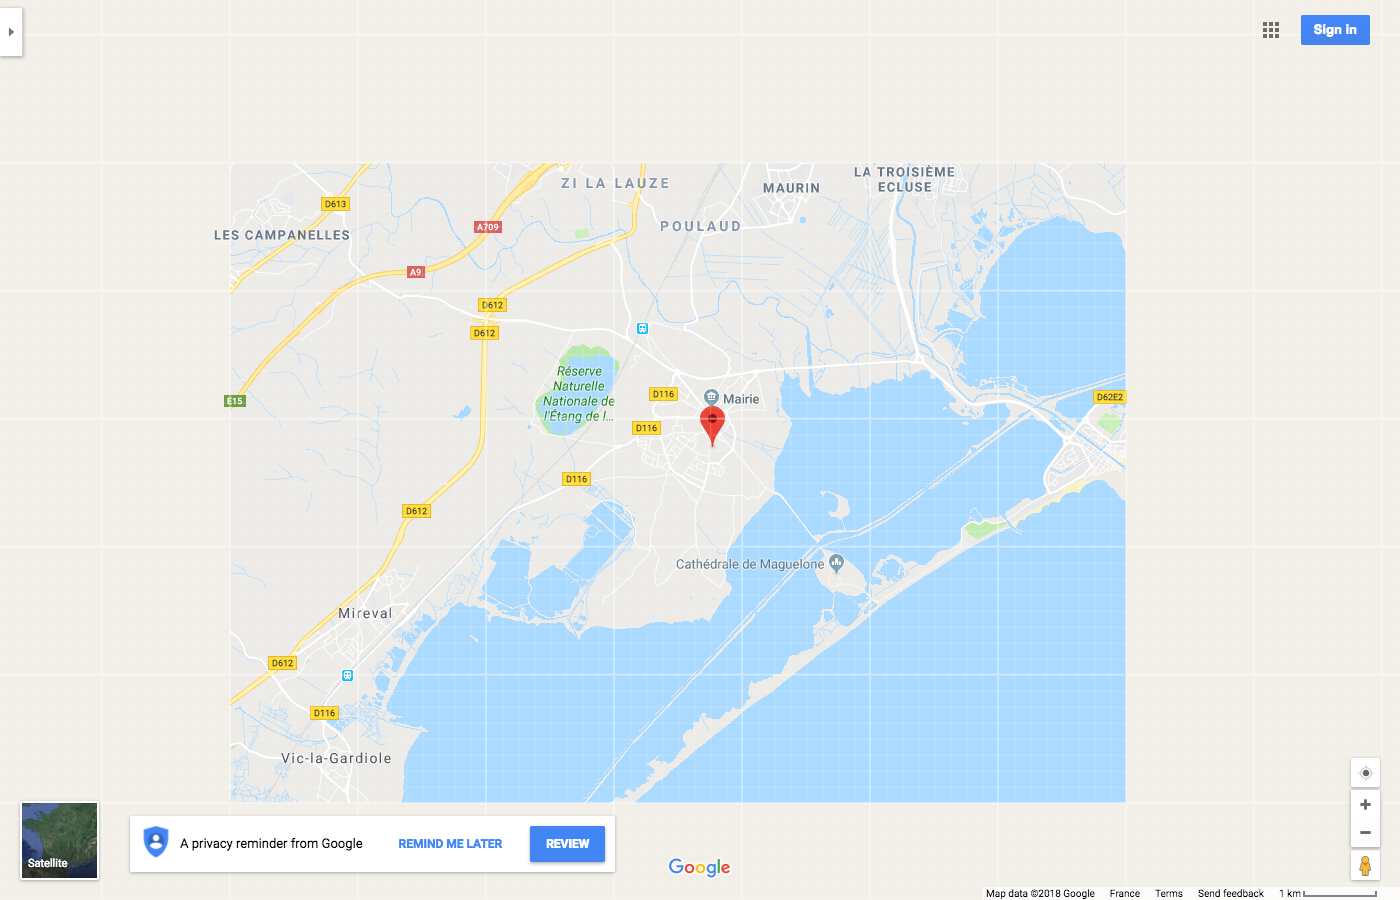 Sign in
LA TROISIÈME
ECLUSE
ZI LA LAUZE
MAURIN
D613
A709
POULAUD
LES CAMPANELLES
A9
D612
D612
Réserve
Naturelle
Nationale de
l'Étang de l...
D116
Mairie
E15
D62E2
D116
D116
D612
Cathédrale de Maguelone
Mireval
D612
D116
Vic-la-Gardiole
Satellite
A privacy reminder from Google
REMIND ME LATER
REVIEW
Google
Map data ©2018 Google
France
Terms
Send feedback
1 km